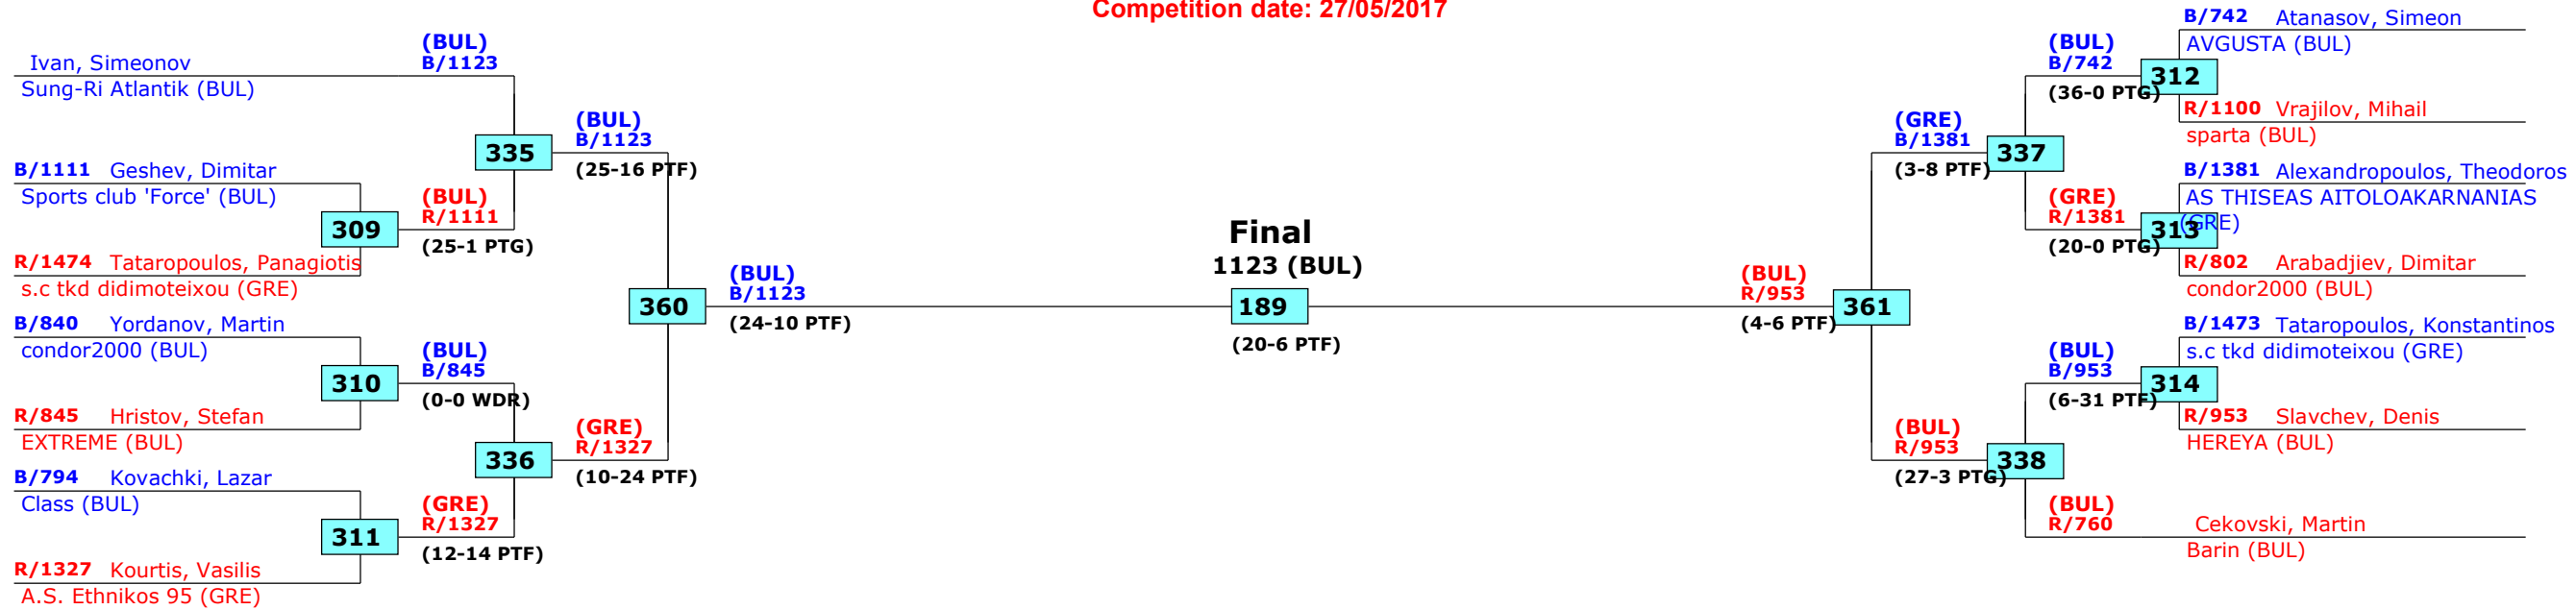 Competition date: 27/05/2017
Ivan, Simeonov
Sung-Ri Atlantik (BUL)
(BUL)
B/1123
B/1111 Geshev, Dimitar
Sports club 'Force' (BUL)
309
R/1474 Tataropoulos, Panagiotis
s.c tkd didimoteixou (GRE)
(BUL)
R/1111
(25-1 PTG)
335
(BUL)
B/1123
(25-16 PTF)
B/840 Yordanov, Martin
condor2000 (BUL)
310
R/845 Hristov, Stefan
EXTREME (BUL)
(BUL)
B/845
(0-0 WDR)
B/794 Kovachki, Lazar
Class (BUL)
311
R/1327 Kourtis, Vasilis
A.S. Ethnikos 95 (GRE)
(GRE)
R/1327
(12-14 PTF)
336
(GRE)
R/1327
(10-24 PTF)
360
(BUL)
B/1123
(24-10 PTF)
Final
1123 (BUL)
189
(20-6 PTF)
(BUL)
R/953
(4-6 PTF)
361
(GRE)
B/1381
(3-8 PTF)
337
(BUL)
B/742
(36-0 PTG)
312
B/742 Atanasov, Simeon
AVGUSTA (BUL)
R/1100 Vrajilov, Mihail
sparta (BUL)
(GRE)
R/1381
(20-0 PTG)
313
B/1381 Alexandropoulos, Theodoros
AS THISEAS AITOLOAKARNANIAS
(GRE)
R/802 Arabadjiev, Dimitar
condor2000 (BUL)
(BUL)
R/953
(27-3 PTG)
338
(BUL)
B/953
(6-31 PTF)
314
B/1473 Tataropoulos, Konstantinos
s.c tkd didimoteixou (GRE)
R/953 Slavchev, Denis
HEREYA (BUL)
(BUL)
R/760
Cekovski, Martin
Barin (BUL)